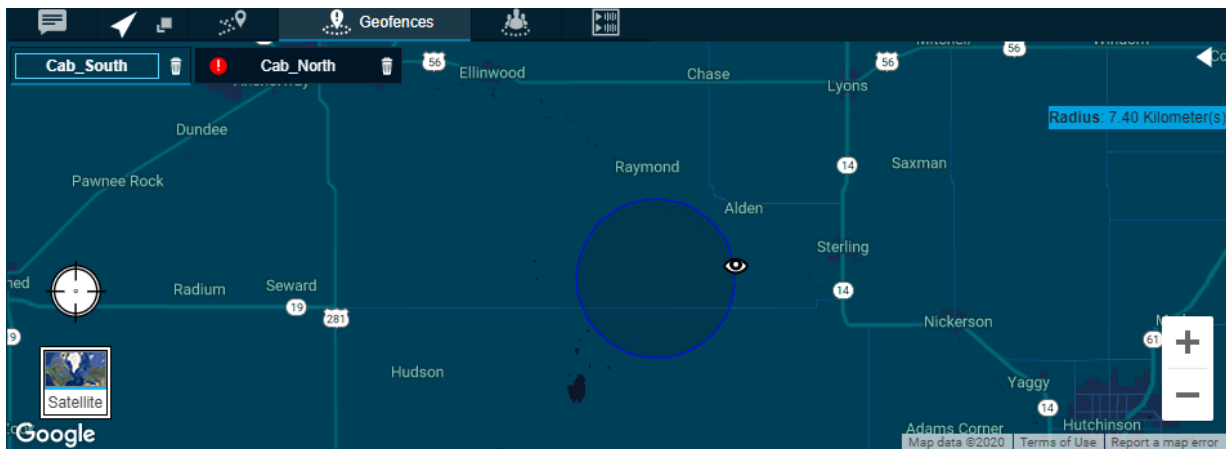 Geofences
Cab_South
Cab_North
56
Ellinwood
Chase
56
Lyons
56
Radius: 7.40 Kilometer(s)
Dundee
Raymond
14
Saxman
Pawnee Rock
Alden
Sterling
Radium
Seward
19
281
14
Nickerson
61
Hudson
Yaggy
14
Satellite
Hutchinson
Adams Corner
Google
Map data ©2020
Terms of Use
Report a map error